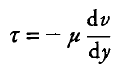 τ = − μ dv/dy